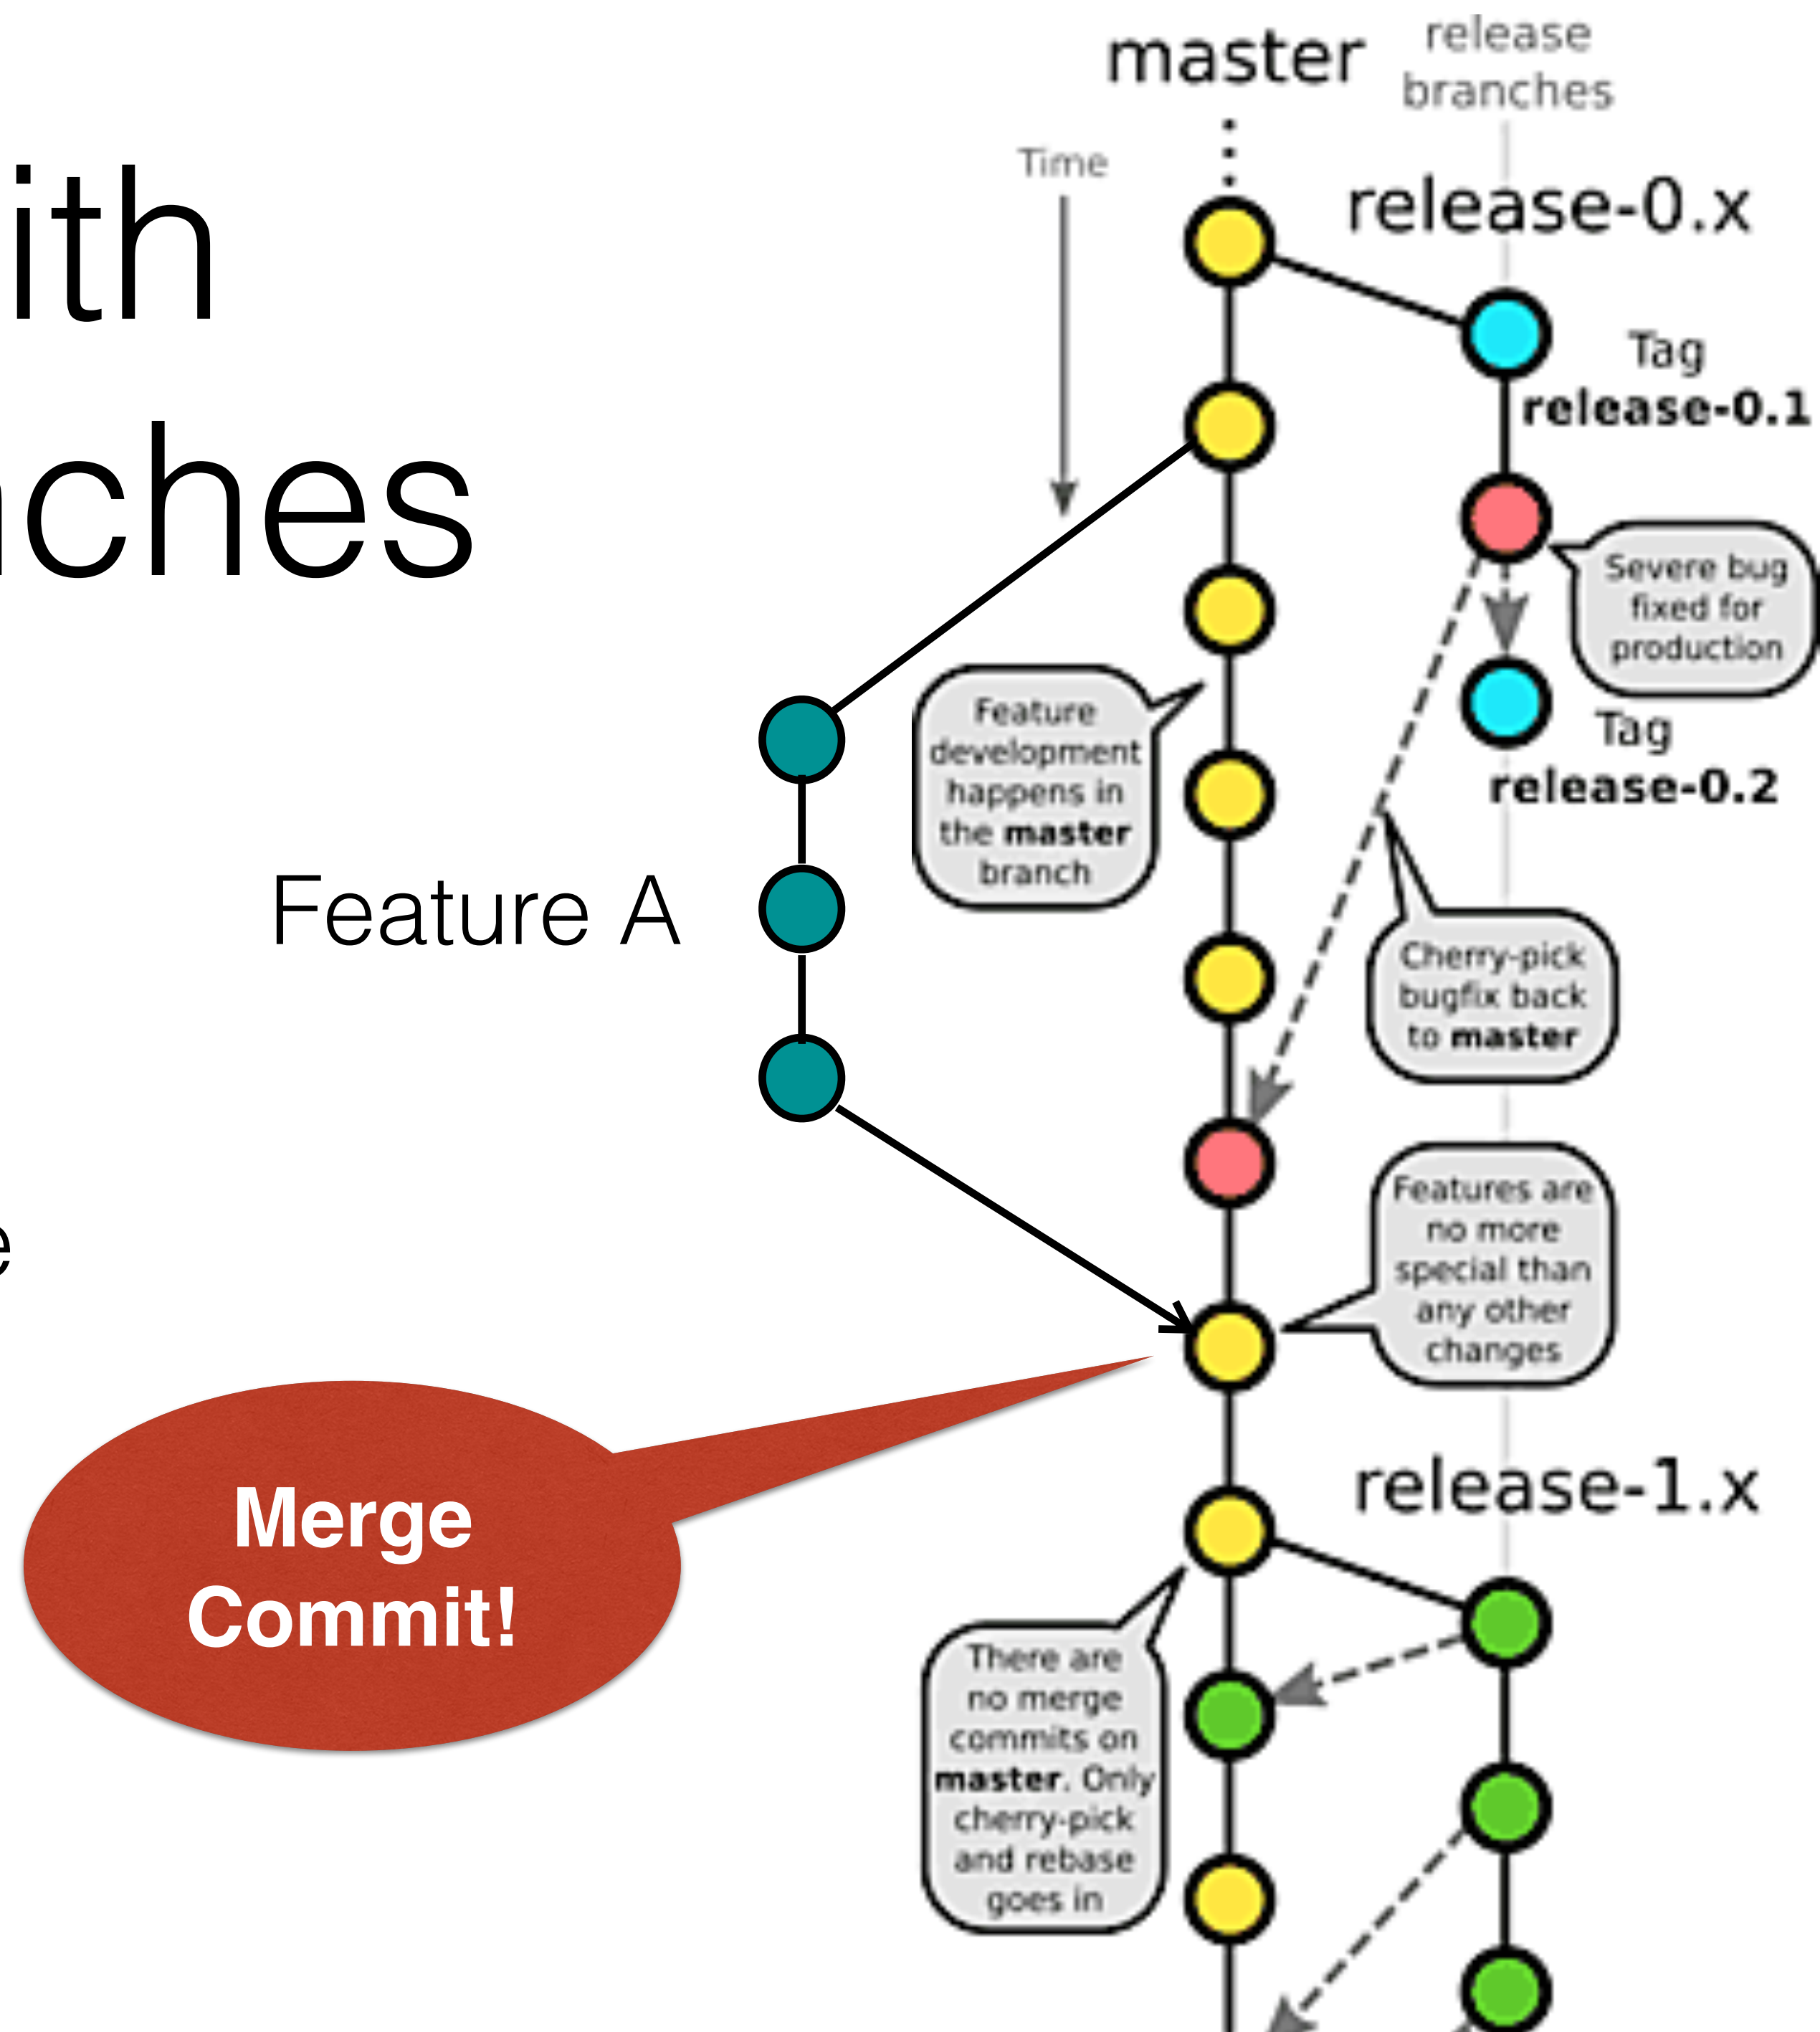 ith
ches
master
release
branches
Time
release-0.x
Tag
release-0.1
Severe bug
fixed for
production
Feature
development
happens in
the master
branch
Tag
release-0.2
Feature A
Cherry-pick
bugfix back
to master
Features are
no more
special than
any other
changes
e
Merge
Commit!
release-1.x
There are
no merge
commits on
master. Only
cherry-pick
and rebase
goes in